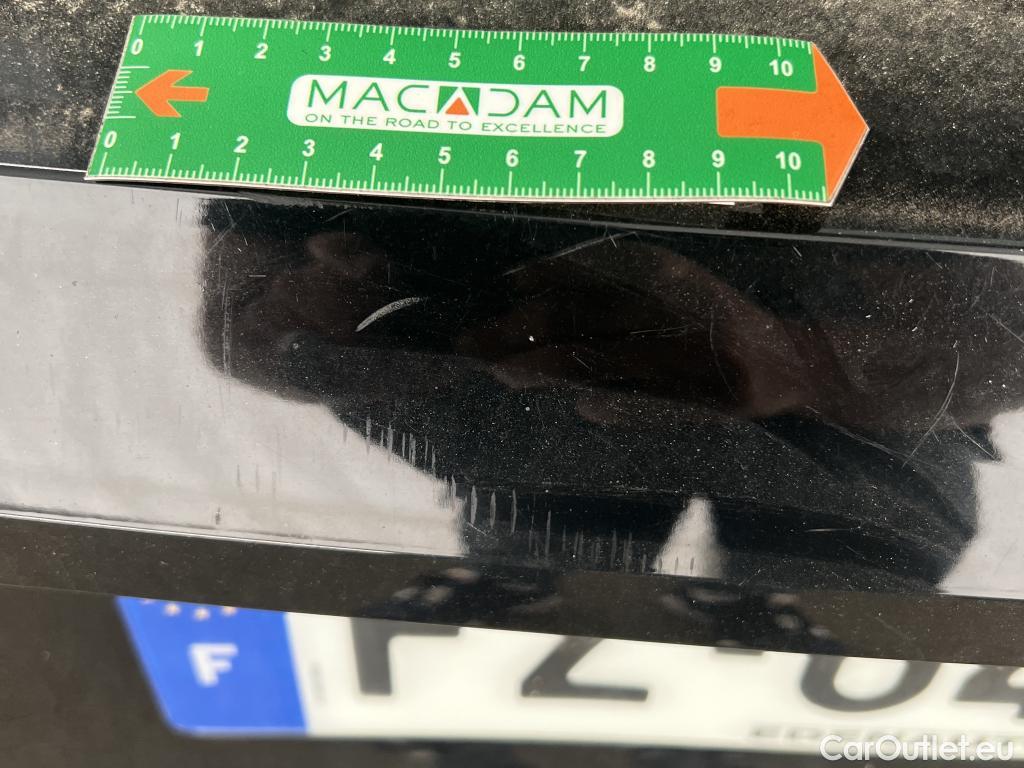 0 1 2 3 4 5 6 7 8 9 10
MACADAM
ON THE ROAD TO EXCELLENCE
0 1 2 3 4 5 6 7 8 9 10
F
CarOutlet.eu